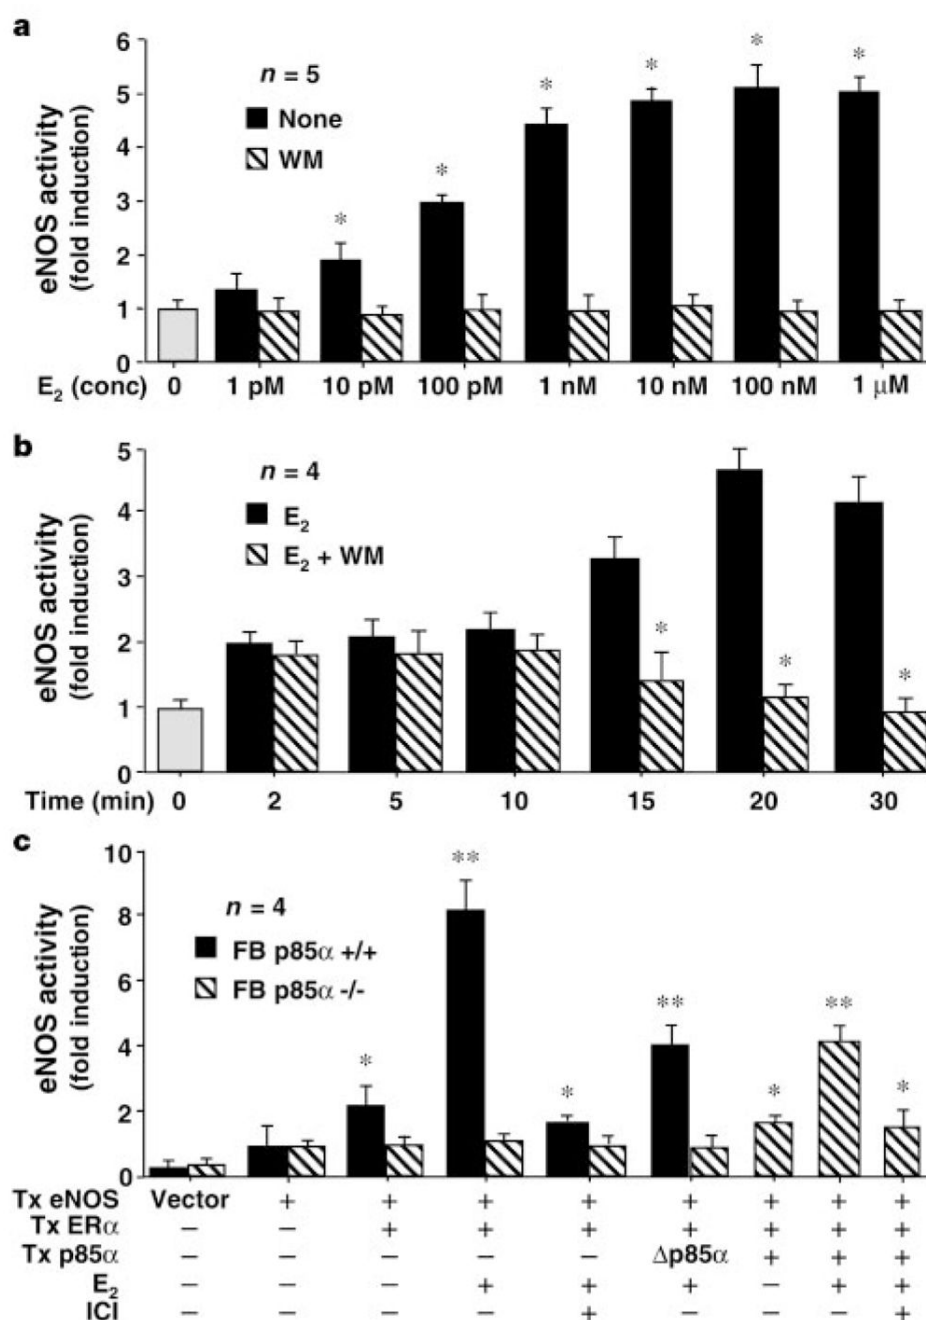 a
eNOS activity
(fold induction)
6
5
4
3
2
1
0
n = 5
None
WM
* * * * * *
E₂ (conc) 0 1 pM 10 pM 100 pM 1 nM 10 nM 100 nM 1 μM
b
eNOS activity
(fold induction)
5
4
3
2
1
0
n = 4
E₂
E₂ + WM
* * *
Time (min) 0 2 5 10 15 20 30
c
eNOS activity
(fold induction)
10
8
6
4
2
0
n = 4
FB p85α +/+
FB p85α -/-
* ** * ** * ** *
Tx eNOS Vector + + + + + + + +
Tx ERα – – + + + + + + +
Tx p85α – – – – – Δp85α + + +
E₂ – – – + + + – + +
ICI – – – – + – – – +